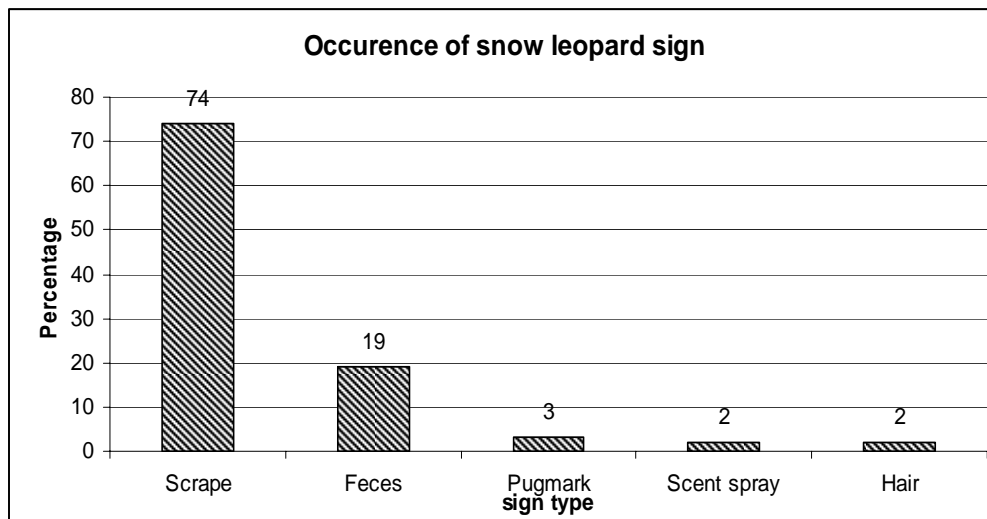 Occurence of snow leopard sign
Percentage
80
70
60
50
40
30
20
10
0
74
19
3
2
2
Scrape
Feces
Pugmark
Scent spray
Hair
sign type